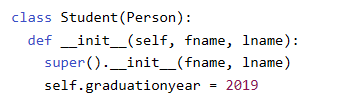 class Student(Person):
  def __init__(self, fname, lname):
    super().__init__(fname, lname)
    self.graduationyear = 2019